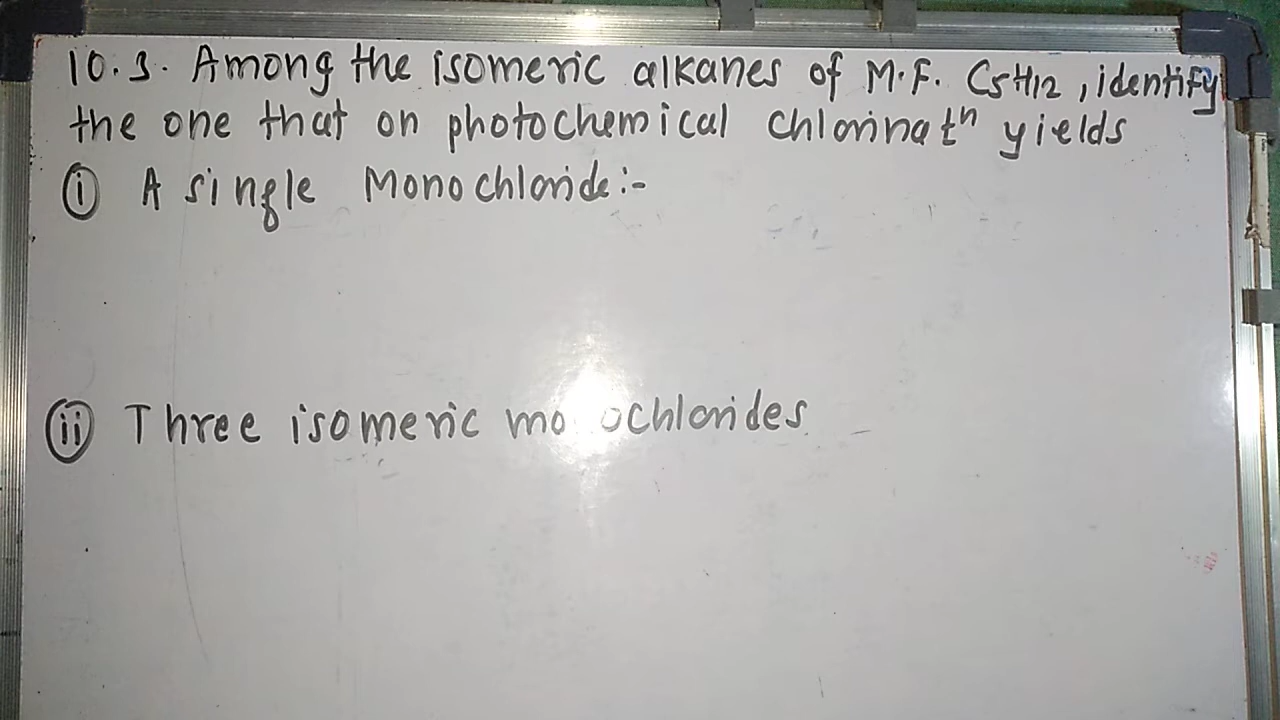 10.3. Among the isomeric alkanes of M.F. C5H12, identify
the one that on photochemical chlorinatn yields
(i) A single Monochloride:-
(ii) Three isomeric mo ochlorides